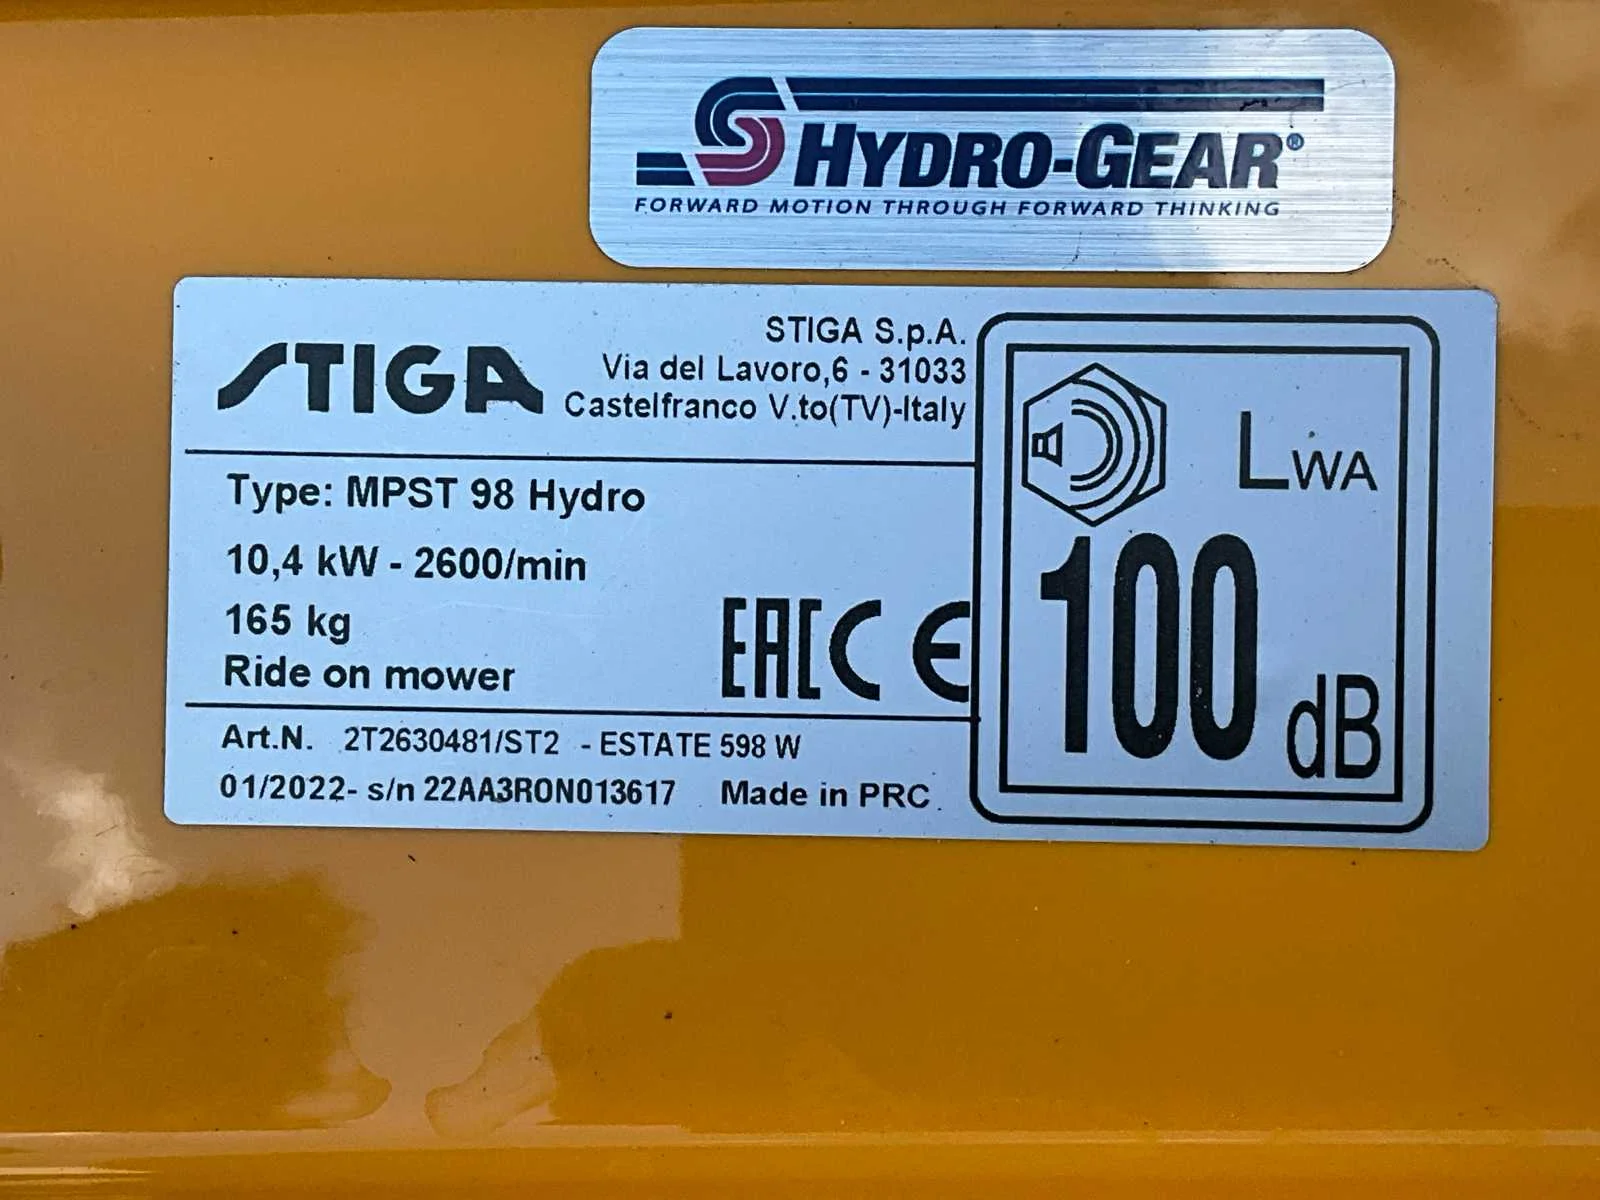 HYDRO-GEAR®
FORWARD MOTION THROUGH FORWARD THINKING
STIGA
STIGA S.p.A.
Via del Lavoro,6 - 31033
Castelfranco V.to(TV)-Italy
Type: MPST 98 Hydro
10,4 kW - 2600/min
165 kg
Ride on mower
EAC CE
Art.N. 2T2630481/ST2 - ESTATE 598 W
01/2022- s/n 22AA3RON013617 Made in PRC
LWA
100 dB